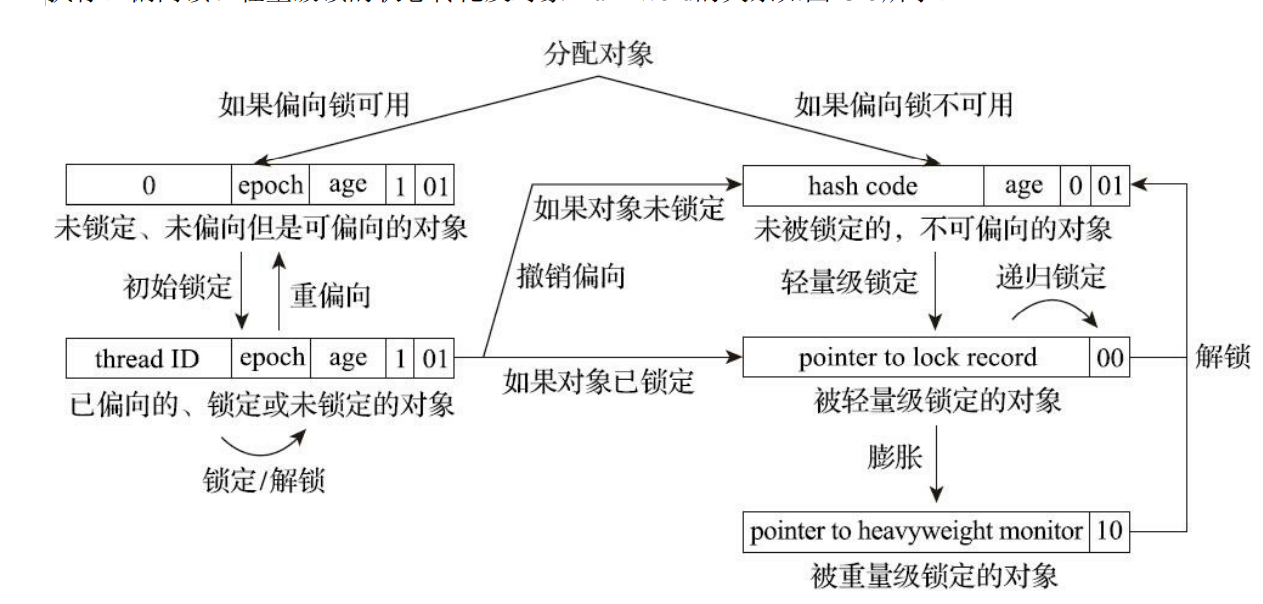 分配对象
如果偏向锁可用
如果偏向锁不可用
0 epoch age 1 01
hash code age 0 01
未锁定、未偏向但是可偏向的对象
如果对象未锁定
未被锁定的，不可偏向的对象
初始锁定
重偏向
撤销偏向
轻量级锁定
递归锁定
thread ID epoch age 1 01
pointer to lock record 00
解锁
如果对象已锁定
已偏向的、锁定或未锁定的对象
被轻量级锁定的对象
锁定/解锁
膨胀
pointer to heavyweight monitor 10
被重量级锁定的对象